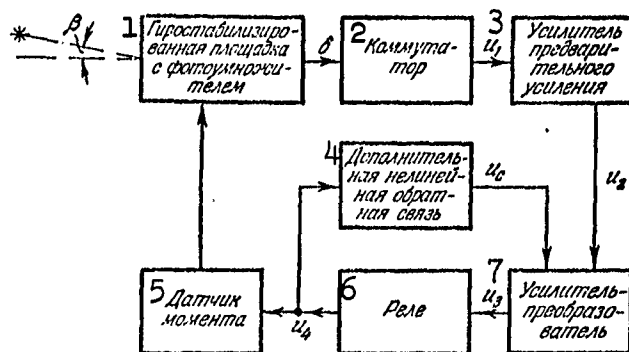 β
1
Гиростабилизиро-
ванная площадка
с фотоумножи-
телем
δ
2
Коммута-
тор
u₁
3
Усилитель
предвари-
тельного
усиления
4
Дополнитель-
ная нелиней-
ная обрат-
ная связь
u_c
u₂
5
Датчик
момента
u₄
6
Реле
u₃
7
Усилитель-
преобразо-
ватель